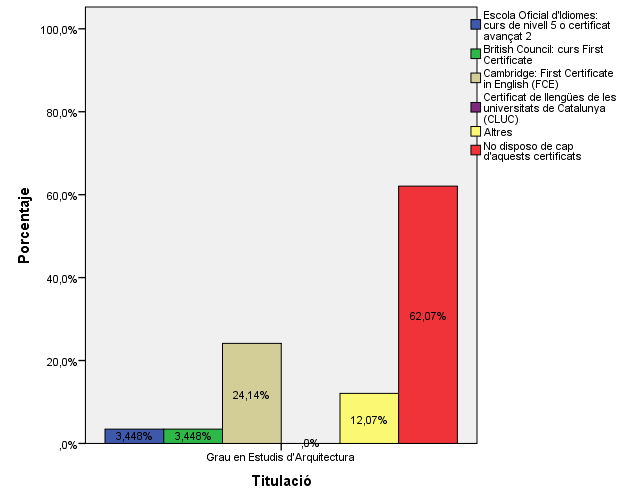 100,0%
80,0%
60,0%
40,0%
20,0%
,0%
Porcentaje
3,448%
3,448%
24,14%
,0%
12,07%
62,07%
Grau en Estudis d'Arquitectura
Titulació
Escola Oficial d'Idiomes:
curs de nivell 5 o certificat
avançat 2
British Council: curs First
Certificate
Cambridge: First Certificate
in English (FCE)
Certificat de llengües de les
universitats de Catalunya
(CLUC)
Altres
No disposo de cap
d'aquests certificats